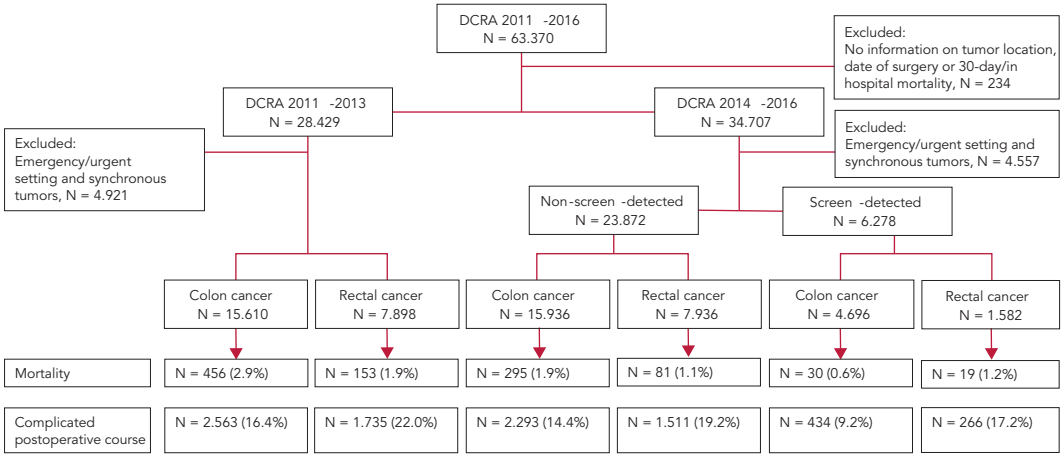 DCRA 2011 -2016
N = 63.370
Excluded:
No information on tumor location,
date of surgery or 30-day/in
hospital mortality, N = 234
DCRA 2011 -2013
N = 28.429
DCRA 2014 -2016
N = 34.707
Excluded:
Emergency/urgent
setting and synchronous
tumors, N = 4.921
Excluded:
Emergency/urgent setting and
synchronous tumors, N = 4.557
Non-screen -detected
N = 23.872
Screen -detected
N = 6.278
Colon cancer
N = 15.610
Rectal cancer
N = 7.898
Colon cancer
N = 15.936
Rectal cancer
N = 7.936
Colon cancer
N = 4.696
Rectal cancer
N = 1.582
Mortality
N = 456 (2.9%)
N = 153 (1.9%)
N = 295 (1.9%)
N = 81 (1.1%)
N = 30 (0.6%)
N = 19 (1.2%)
Complicated
postoperative course
N = 2.563 (16.4%)
N = 1.735 (22.0%)
N = 2.293 (14.4%)
N = 1.511 (19.2%)
N = 434 (9.2%)
N = 266 (17.2%)